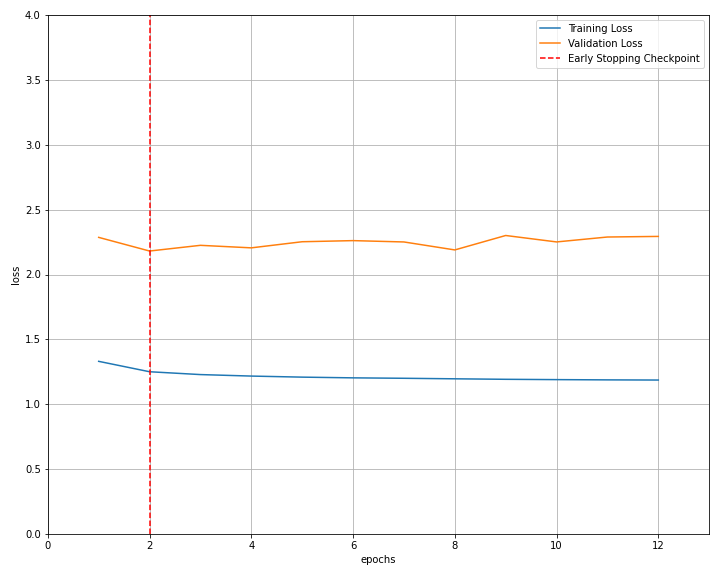 4.0
3.5
3.0
2.5
2.0
1.5
1.0
0.5
0.0
loss
Training Loss
Validation Loss
Early Stopping Checkpoint
0 2 4 6 8 10 12
epochs